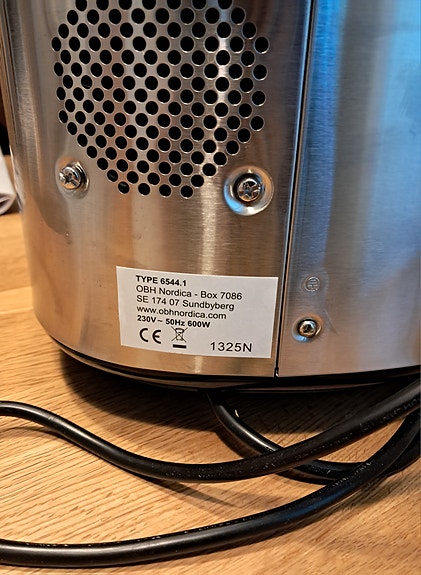 TYPE 6544.1
OBH Nordica - Box 7086
SE 174 07 Sundbyberg
www.obhnordica.com
230V ~ 50Hz 600W
CE
1325N